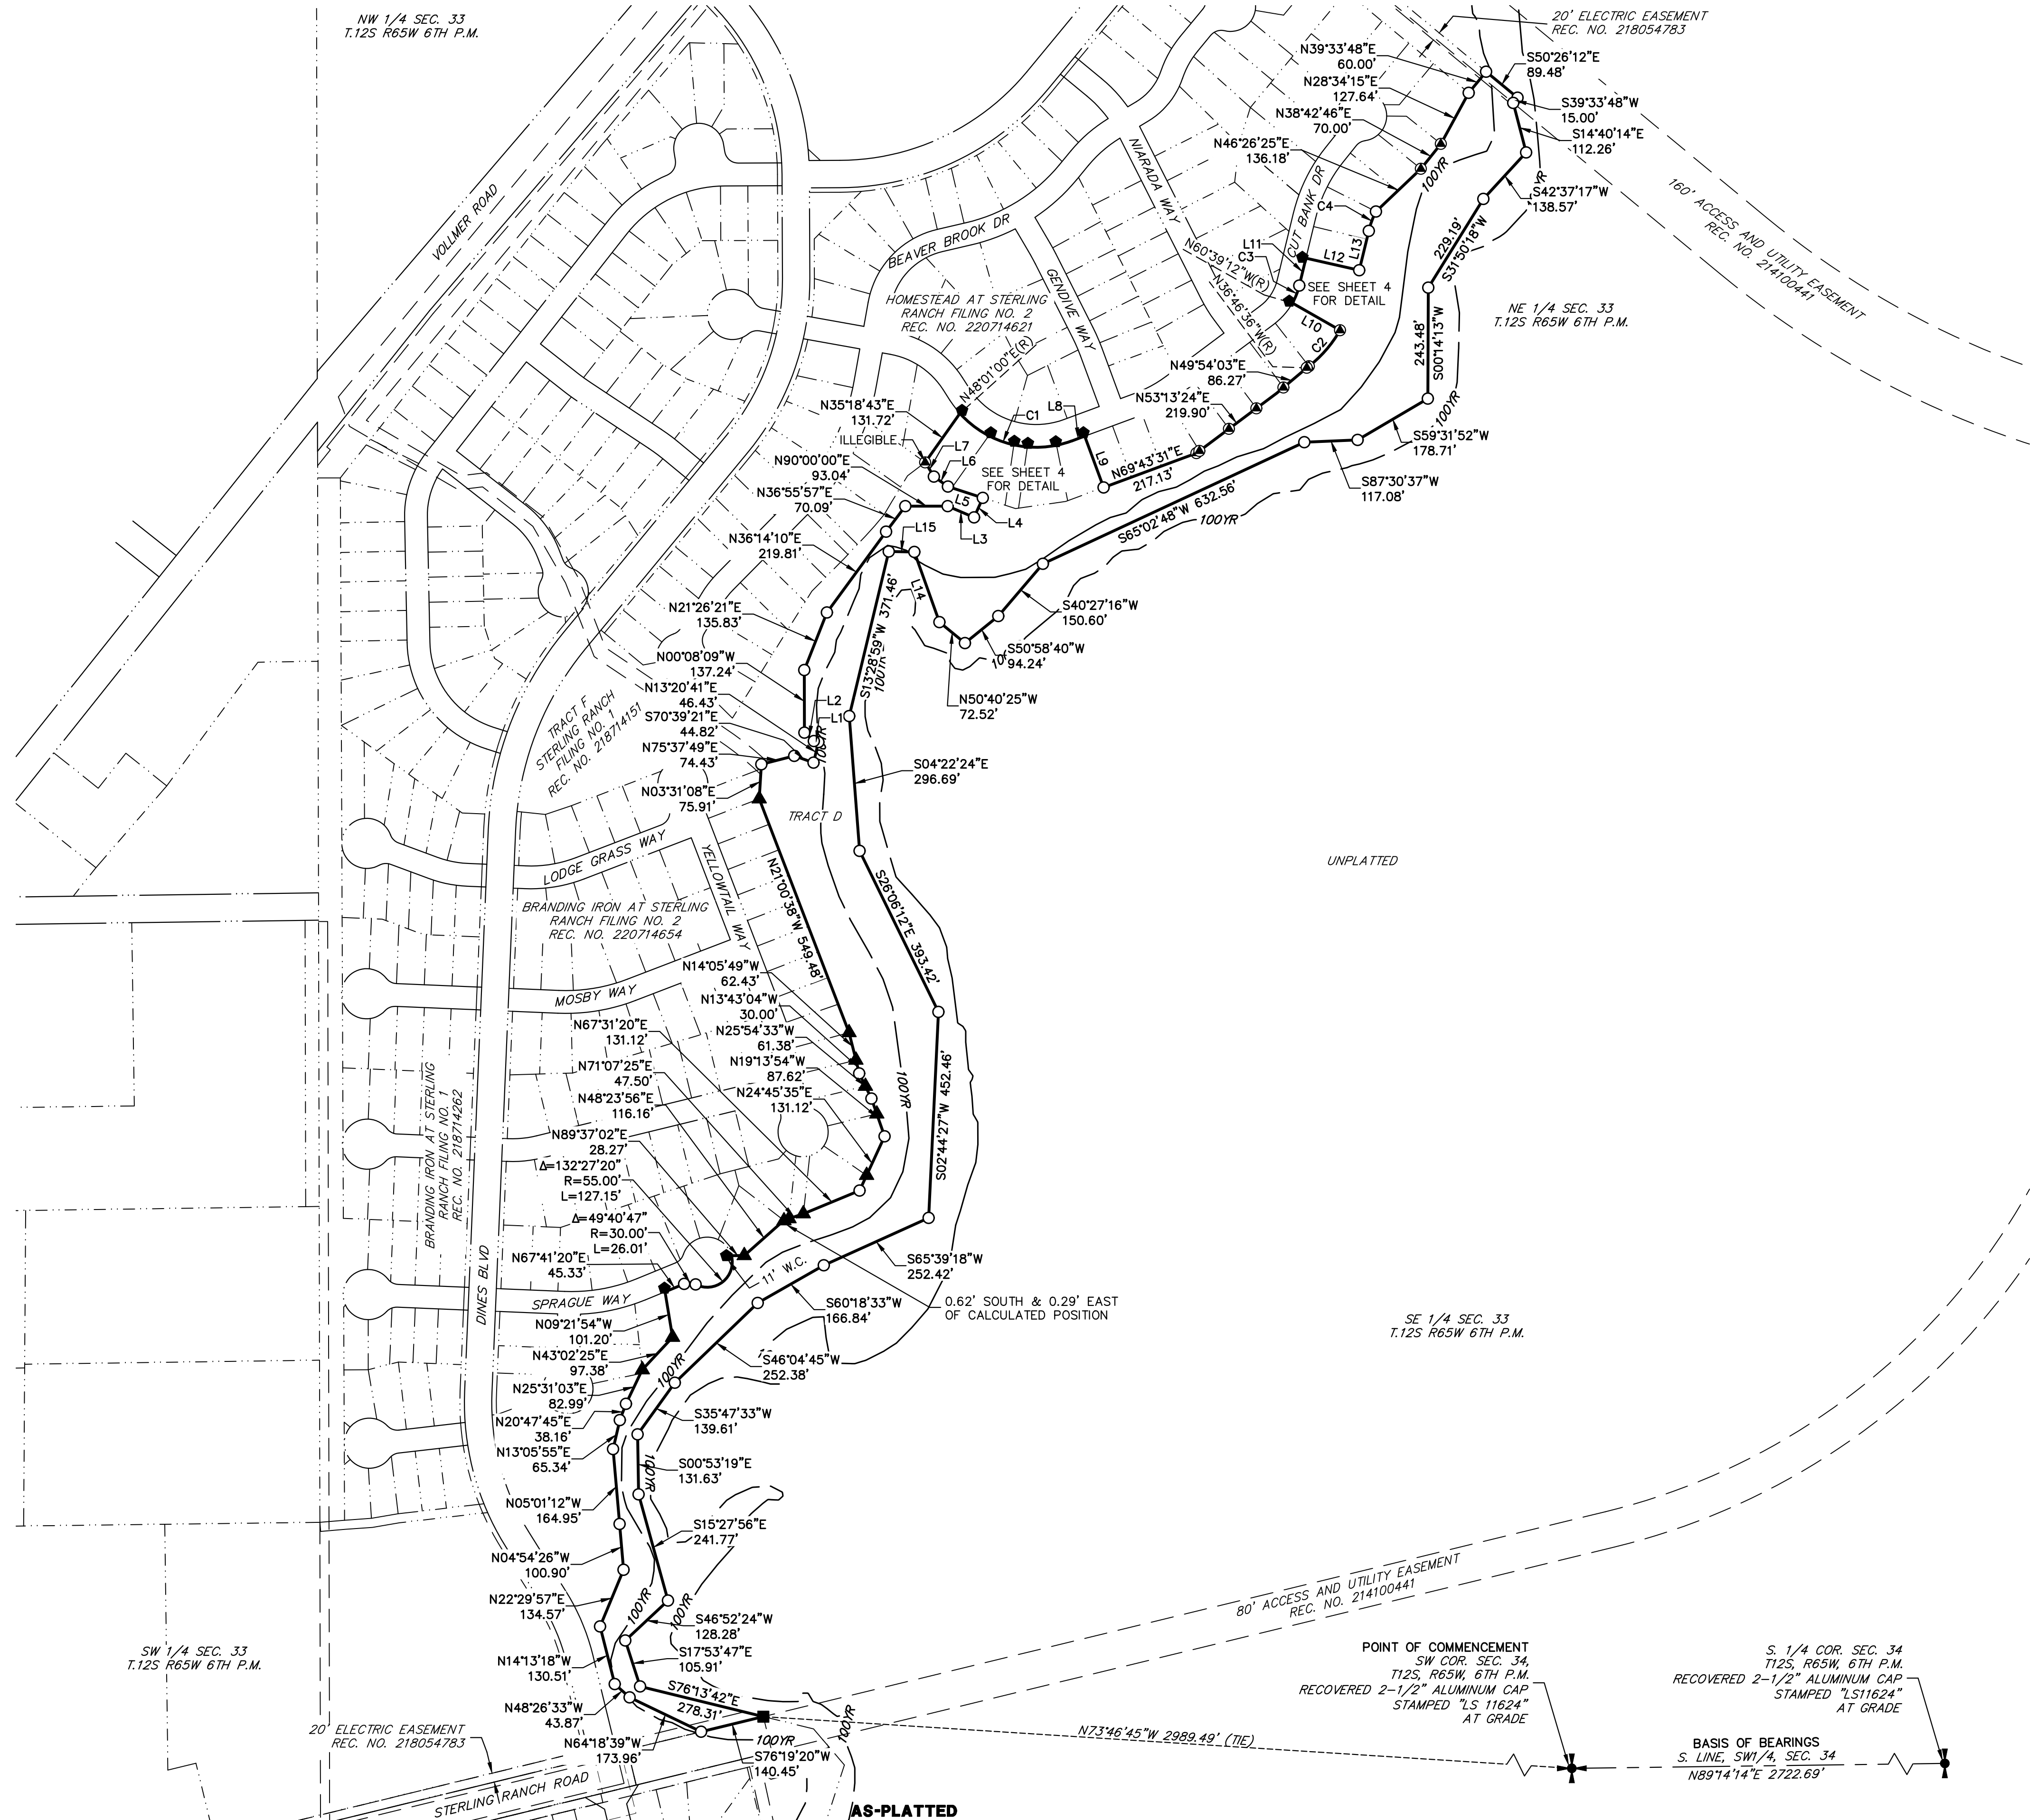 NW 1/4 SEC. 33
T.12S R65W 6TH P.M.
20' ELECTRIC EASEMENT
REC. NO. 218054783
N39°33'48"E
60.00'
S50°26'12"E
89.48'
N28°34'15"E
127.64'
S39°33'48"W
15.00'
N38°42'46"E
70.00'
S14°40'14"E
112.26'
N46°26'25"E
136.18'
100YR
S42°37'17"W
138.57'
160' ACCESS AND UTILITY EASEMENT
REC. NO. 214100441
VOLLMER ROAD
NIARADA WAY
CUT BANK DR
C4
BEAVER BROOK DR
L11
C3
L12
L13
229.19'
S31°50'18"W
N60°39'12"W(R)
GENDIVE WAY
N36°46'36"W(R)
SEE SHEET 4
FOR DETAIL
HOMESTEAD AT STERLING
RANCH FILING NO. 2
REC. NO. 220714621
NE 1/4 SEC. 33
T.12S R65W 6TH P.M.
L10
C2
243.48'
S00°14'13"W
N49°54'03"E
86.27'
N53°13'24"E
219.90'
N48°01'00"E(R)
N35°18'43"E
131.72'
C1
L8
100YR
ILLEGIBLE
L7
L6
S59°31'52"W
178.71'
N90°00'00"E
93.04'
SEE SHEET 4
FOR DETAIL
L9
N69°43'31"E
217.13'
S87°30'37"W
117.08'
N36°55'57"E
70.09'
L5
L4
L3
L15
S65°02'48"W 632.56'
100YR
N36°14'10"E
219.81'
L14
S13°28'59"W 371.46'
100YR
N21°26'21"E
135.83'
S40°27'16"W
150.60'
S50°58'40"W
94.24'
N00°08'09"W
137.24'
N50°40'25"W
72.52'
N13°20'41"E
46.43'
L2
L1
S70°39'21"E
44.82'
100YR
TRACT F
STERLING RANCH
FILING NO. 1
REC. NO. 218714151
N75°37'49"E
74.43'
S04°22'24"E
296.69'
N03°31'08"E
75.91'
TRACT D
LODGE GRASS WAY
YELLOWTAIL WAY
N21°00'38"W 549.48'
S26°06'12"E 393.42'
UNPLATTED
BRANDING IRON AT STERLING
RANCH FILING NO. 2
REC. NO. 220714654
MOSBY WAY
N14°05'49"W
62.43'
N13°43'04"W
30.00'
N67°31'20"E
131.12'
N25°54'33"W
61.38'
N71°07'25"E
47.50'
N19°13'54"W
87.62'
N48°23'56"E
116.16'
N24°45'35"E
131.12'
100YR
S02°44'27"W 452.46'
BRANDING IRON AT STERLING
RANCH FILING NO. 1
REC. NO. 218714262
N89°37'02"E
28.27'
Δ=132°27'20"
R=55.00'
L=127.15'
Δ=49°40'47"
R=30.00'
L=26.01'
N67°41'20"E
45.33'
11' W.C.
S65°39'18"W
252.42'
DINES BLVD
SPRAGUE WAY
0.62' SOUTH & 0.29' EAST
OF CALCULATED POSITION
S60°18'33"W
166.84'
N09°21'54"W
101.20'
SE 1/4 SEC. 33
T.12S R65W 6TH P.M.
N43°02'25"E
97.38'
100YR
S46°04'45"W
252.38'
N25°31'03"E
82.99'
N20°47'45"E
38.16'
S35°47'33"W
139.61'
N13°05'55"E
65.34'
100YR
S00°53'19"E
131.63'
N05°01'12"W
164.95'
S15°27'56"E
241.77'
N04°54'26"W
100.90'
80' ACCESS AND UTILITY EASEMENT
REC. NO. 214100441
N22°29'57"E
134.57'
100YR
100YR
S46°52'24"W
128.28'
S17°53'47"E
105.91'
SW 1/4 SEC. 33
T.12S R65W 6TH P.M.
N14°13'18"W
130.51'
S76°13'42"E
278.31'
POINT OF COMMENCEMENT
SW COR. SEC. 34,
T12S, R65W, 6TH P.M.
RECOVERED 2-1/2" ALUMINUM CAP
STAMPED "LS 11624"
AT GRADE
S. 1/4 COR. SEC. 34
T12S, R65W, 6TH P.M.
RECOVERED 2-1/2" ALUMINUM CAP
STAMPED "LS11624"
AT GRADE
N48°26'33"W
43.87'
20' ELECTRIC EASEMENT
REC. NO. 218054783
N64°18'39"W
173.96'
100YR
100YR
S76°19'20"W
140.45'
N73°46'45"W 2989.49' (TIE)
BASIS OF BEARINGS
S. LINE, SW1/4, SEC. 34
N89°14'14"E 2722.69'
STERLING RANCH ROAD
AS-PLATTED